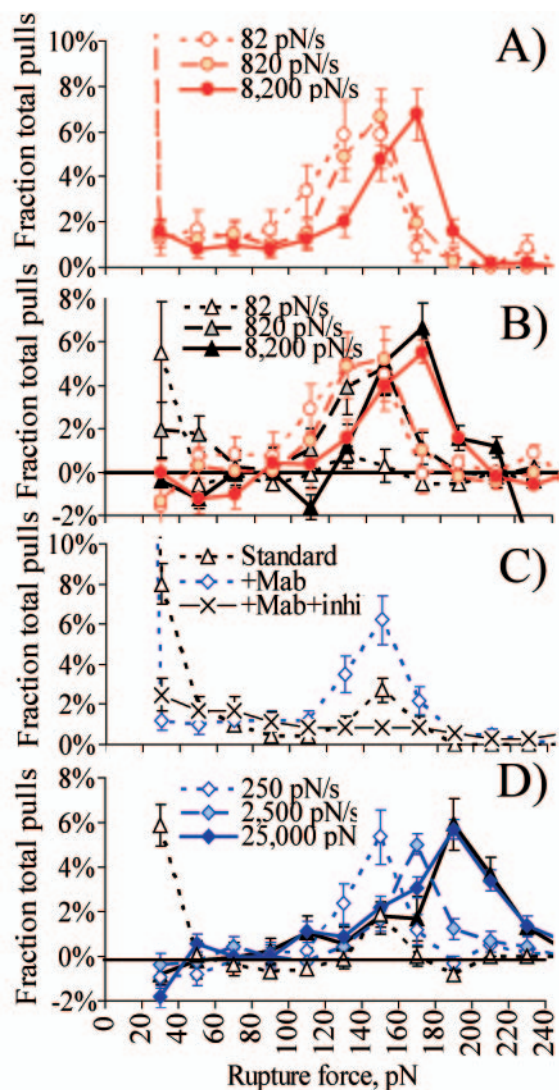 A)
82 pN/s
820 pN/s
8,200 pN/s
Fraction total pulls
10%
8%
6%
4%
2%
0%
B)
82 pN/s
820 pN/s
8,200 pN/s
Fraction total pulls
8%
6%
4%
2%
0%
-2%
C)
Standard
+Mab
+Mab+inhi
Fraction total pulls
10%
8%
6%
4%
2%
0%
D)
250 pN/s
2,500 pN/s
25,000 pN
Fraction total pulls
8%
6%
4%
2%
0%
-2%
0 20 40 60 80 100 120 140 160 180 200 220 240
Rupture force, pN